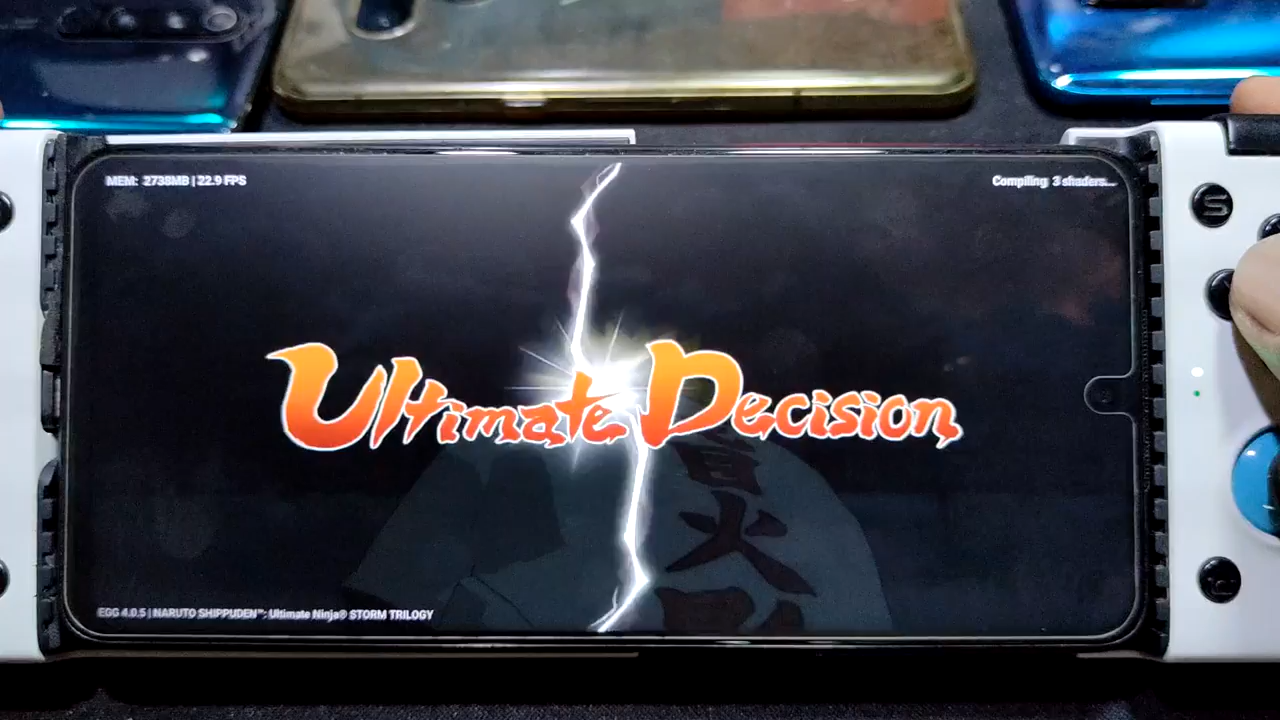 MEM: 2738MB | 22.9 FPS
Compiling 3 shaders...
S
Ultimate Decision
火
EGG 4.0.5 | NARUTO SHIPPUDEN™: Ultimate Ninja® STORM TRILOGY